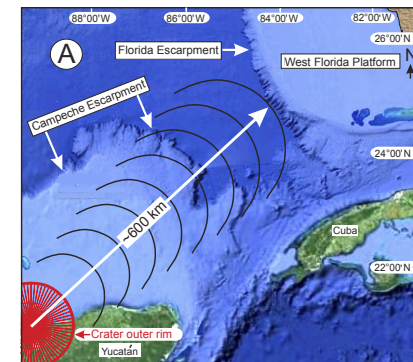 88°00'W
86°00'W
84°00'W
82°00'W
26°00'N
N
A
Florida Escarpment
West Florida Platform
Campeche Escarpment
24°00'N
~600 km
Cuba
22°00'N
Crater outer rim
Yucatán